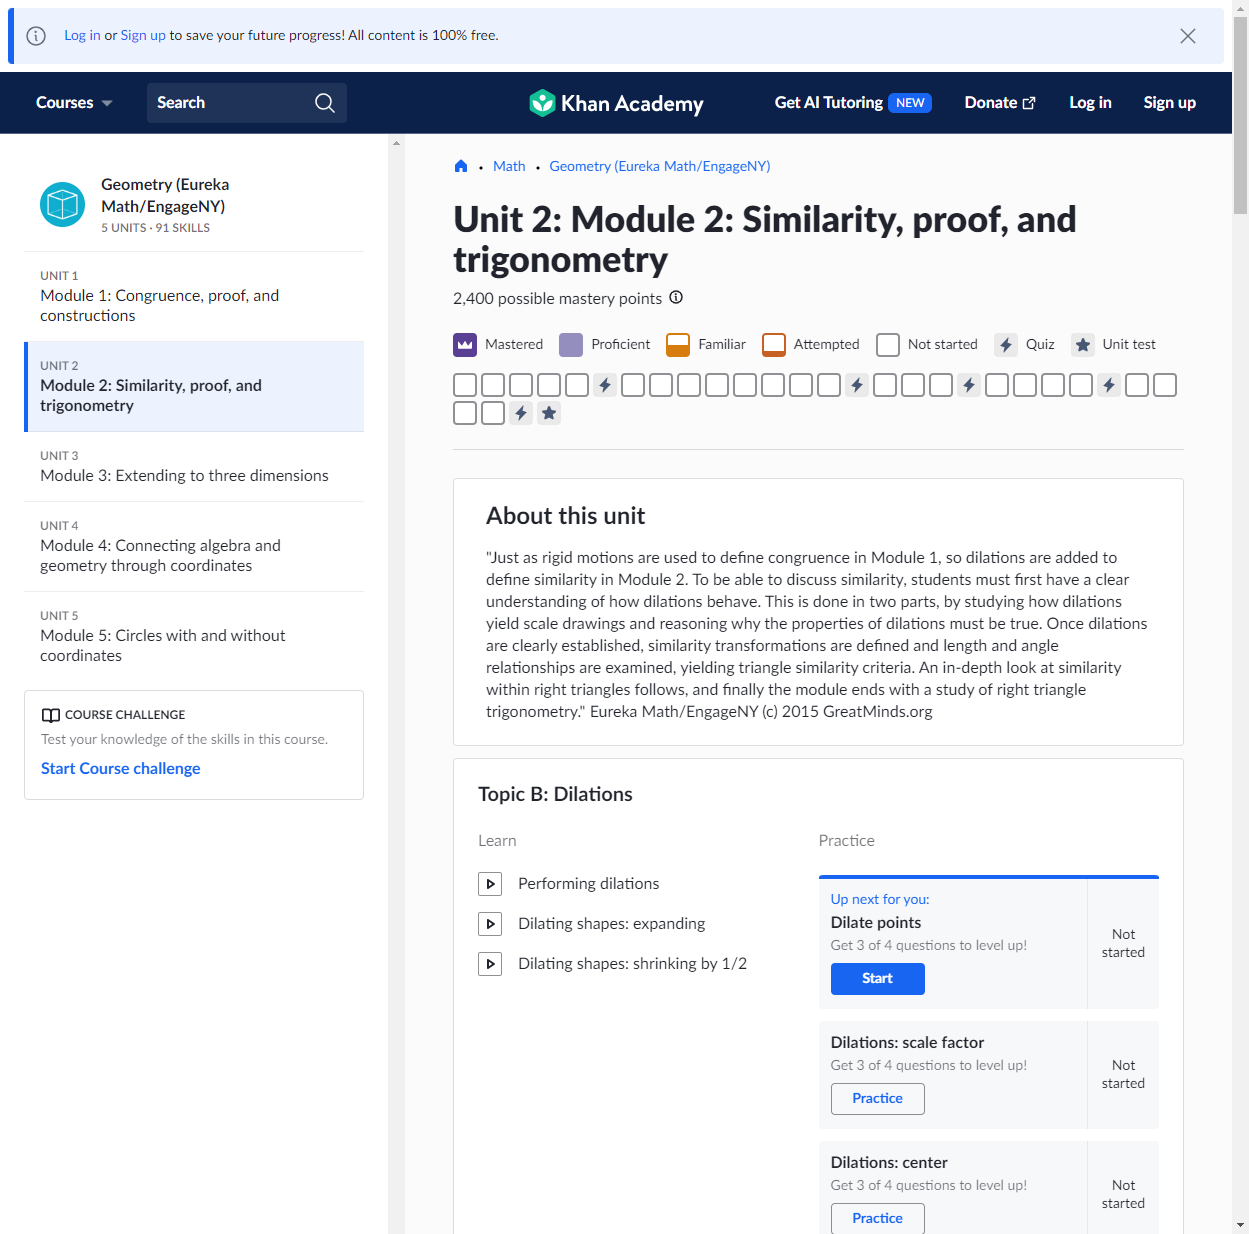 Log in or Sign up to save your future progress! All content is 100% free.
Courses
Search
Khan Academy
Get AI Tutoring NEW
Donate
Log in
Sign up
Geometry (Eureka
Math/EngageNY)
5 UNITS · 91 SKILLS
UNIT 1
Module 1: Congruence, proof, and
constructions
UNIT 2
Module 2: Similarity, proof, and
trigonometry
UNIT 3
Module 3: Extending to three dimensions
UNIT 4
Module 4: Connecting algebra and
geometry through coordinates
UNIT 5
Module 5: Circles with and without
coordinates
COURSE CHALLENGE
Test your knowledge of the skills in this course.
Start Course challenge
Math • Geometry (Eureka Math/EngageNY)
Unit 2: Module 2: Similarity, proof, and
trigonometry
2,400 possible mastery points
Mastered
Proficient
Familiar
Attempted
Not started
Quiz
Unit test
About this unit
"Just as rigid motions are used to define congruence in Module 1, so dilations are added to
define similarity in Module 2. To be able to discuss similarity, students must first have a clear
understanding of how dilations behave. This is done in two parts, by studying how dilations
yield scale drawings and reasoning why the properties of dilations must be true. Once dilations
are clearly established, similarity transformations are defined and length and angle
relationships are examined, yielding triangle similarity criteria. An in-depth look at similarity
within right triangles follows, and finally the module ends with a study of right triangle
trigonometry." Eureka Math/EngageNY (c) 2015 GreatMinds.org
Topic B: Dilations
Learn
Performing dilations
Dilating shapes: expanding
Dilating shapes: shrinking by 1/2
Practice
Up next for you:
Dilate points
Get 3 of 4 questions to level up!
Start
Not
started
Dilations: scale factor
Get 3 of 4 questions to level up!
Practice
Not
started
Dilations: center
Get 3 of 4 questions to level up!
Practice
Not
started